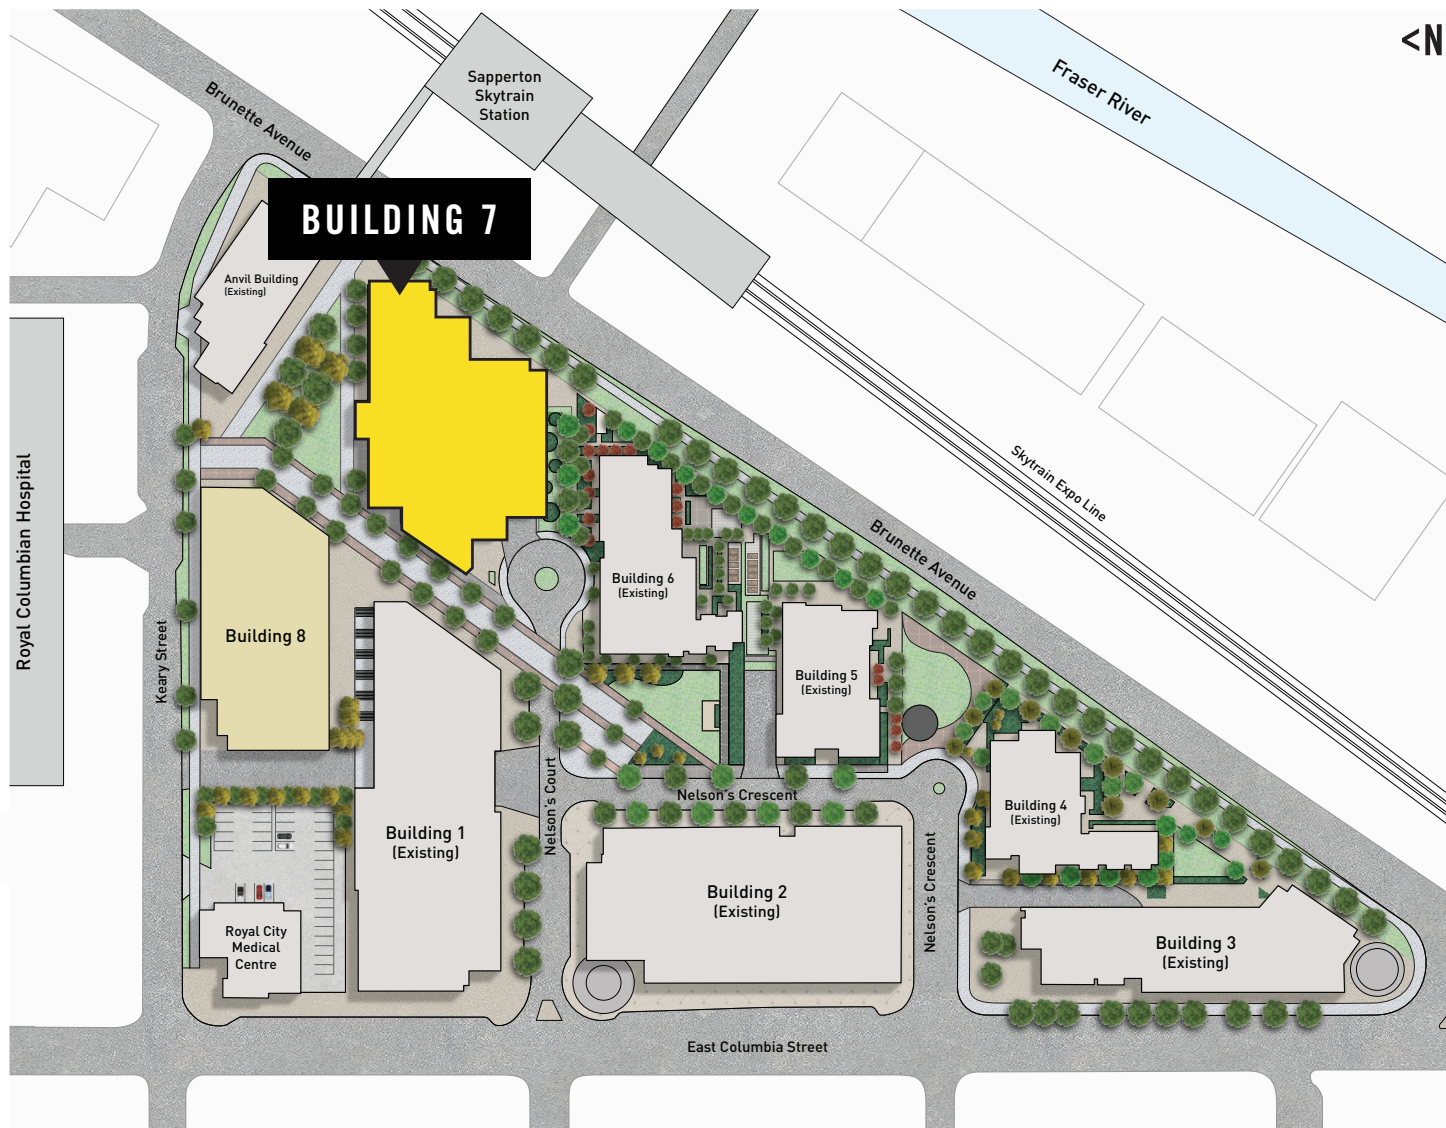 <N
Sapperton
Skytrain
Station
Fraser River
Brunette Avenue
BUILDING 7
Anvil Building
(Existing)
Royal Columbian Hospital
Skytrain Expo Line
Brunette Avenue
Building 6
(Existing)
Building 8
Keary Street
Building 5
(Existing)
Nelson's Court
Nelson's Crescent
Building 4
(Existing)
Building 1
(Existing)
Building 2
(Existing)
Nelson's Crescent
Royal City
Medical
Centre
Building 3
(Existing)
East Columbia Street